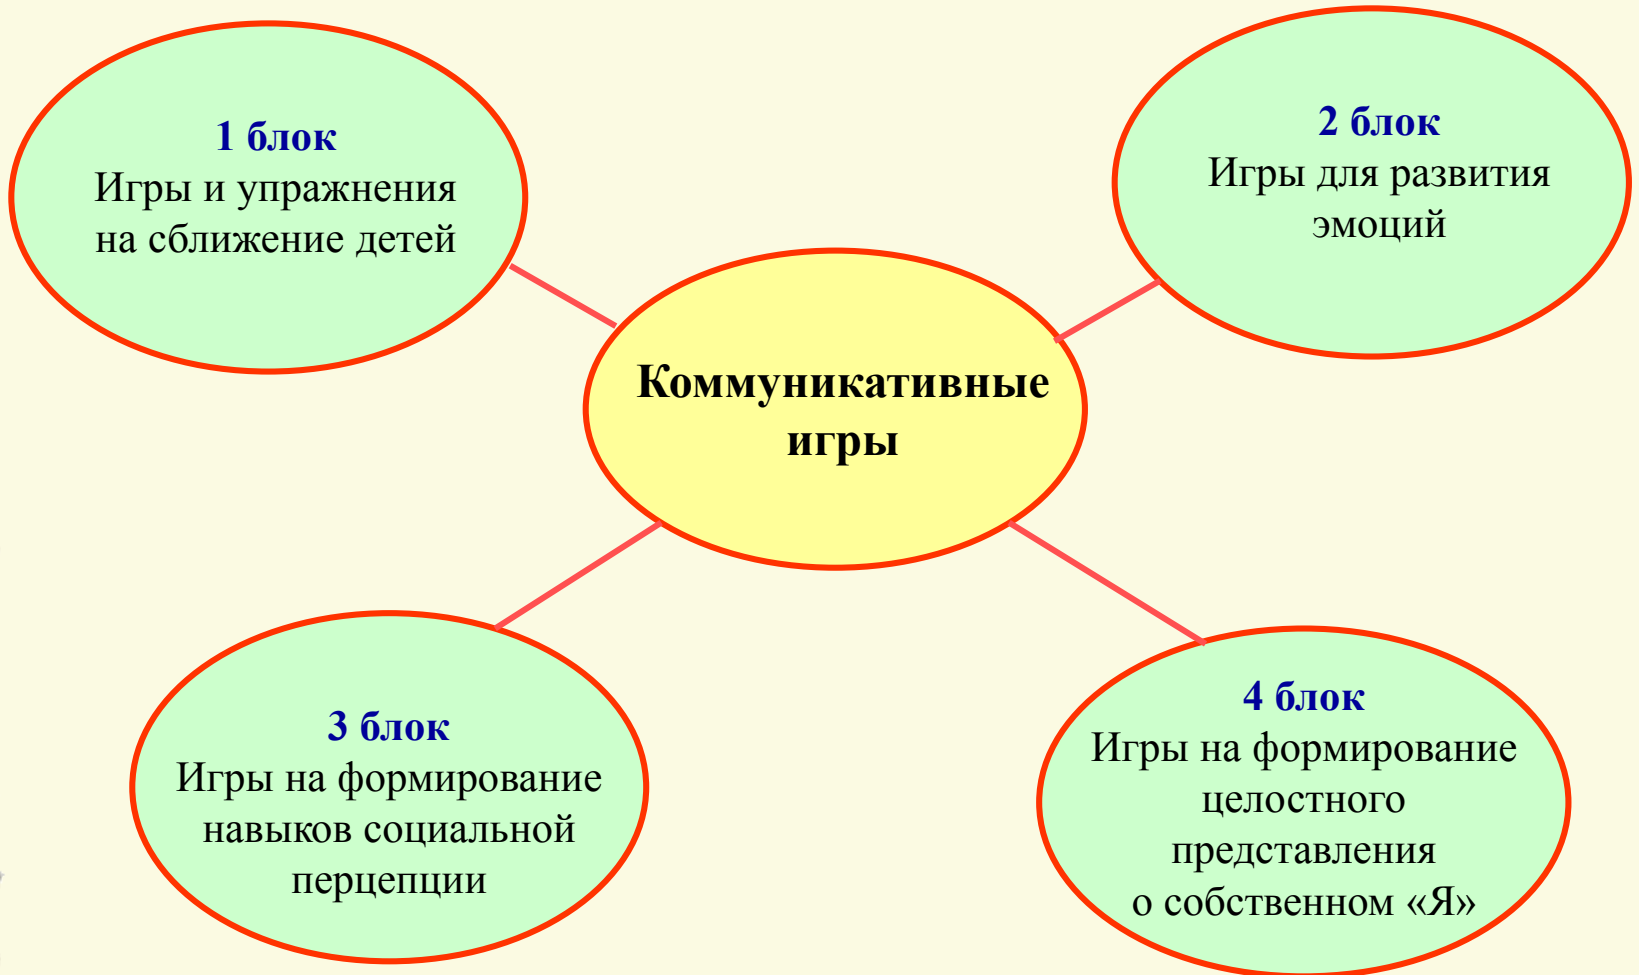 1 блок
Игры и упражнения
на сближение детей
2 блок
Игры для развития
эмоций
Коммуникативные
игры
3 блок
Игры на формирование
навыков социальной
перцепции
4 блок
Игры на формирование
целостного
представления
о собственном «Я»